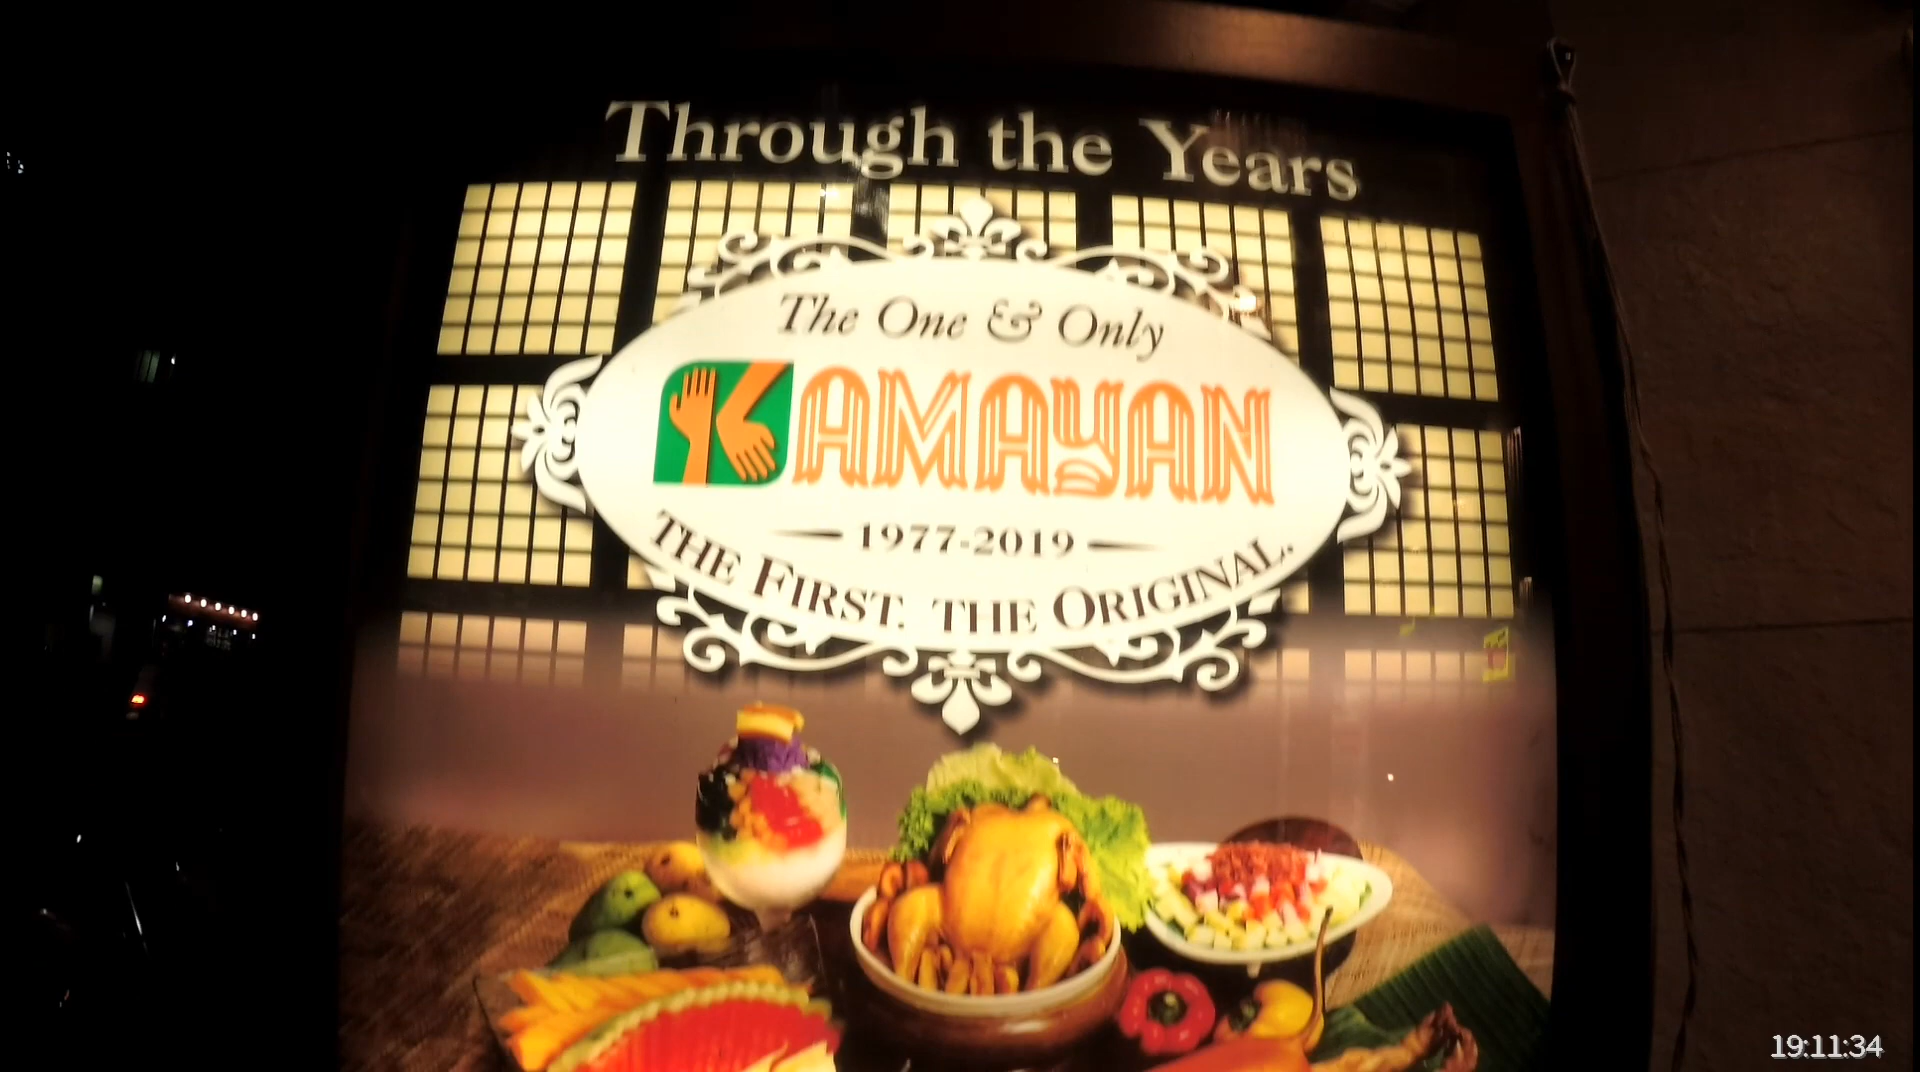 Through the Years
The One & Only
KAMAYAN
1977-2019
THE FIRST. THE ORIGINAL.
19:11:34